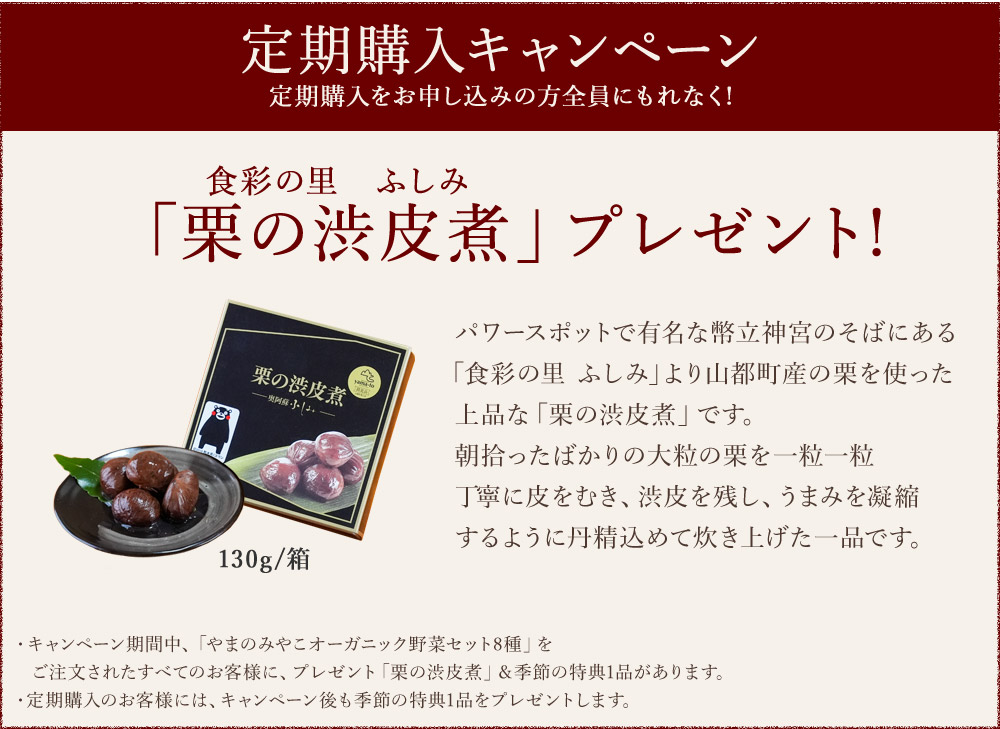 定期購入キャンペーン
定期購入をお申し込みの方全員にもれなく!
食彩の里　ふしみ
「栗の渋皮煮」プレゼント!
パワースポットで有名な幣立神宮のそばにある
「食彩の里 ふしみ」より山都町産の栗を使った
上品な「栗の渋皮煮」です。
朝拾ったばかりの大粒の栗を一粒一粒
丁寧に皮をむき、渋皮を残し、うまみを凝縮
するように丹精込めて炊き上げた一品です。
栗の渋皮煮
奥阿蘇
yama-to
130g/箱
・キャンペーン期間中、「やまのみやこオーガニック野菜セット8種」を
ご注文されたすべてのお客様に、プレゼント「栗の渋皮煮」&季節の特典1品があります。
・定期購入のお客様には、キャンペーン後も季節の特典1品をプレゼントします。